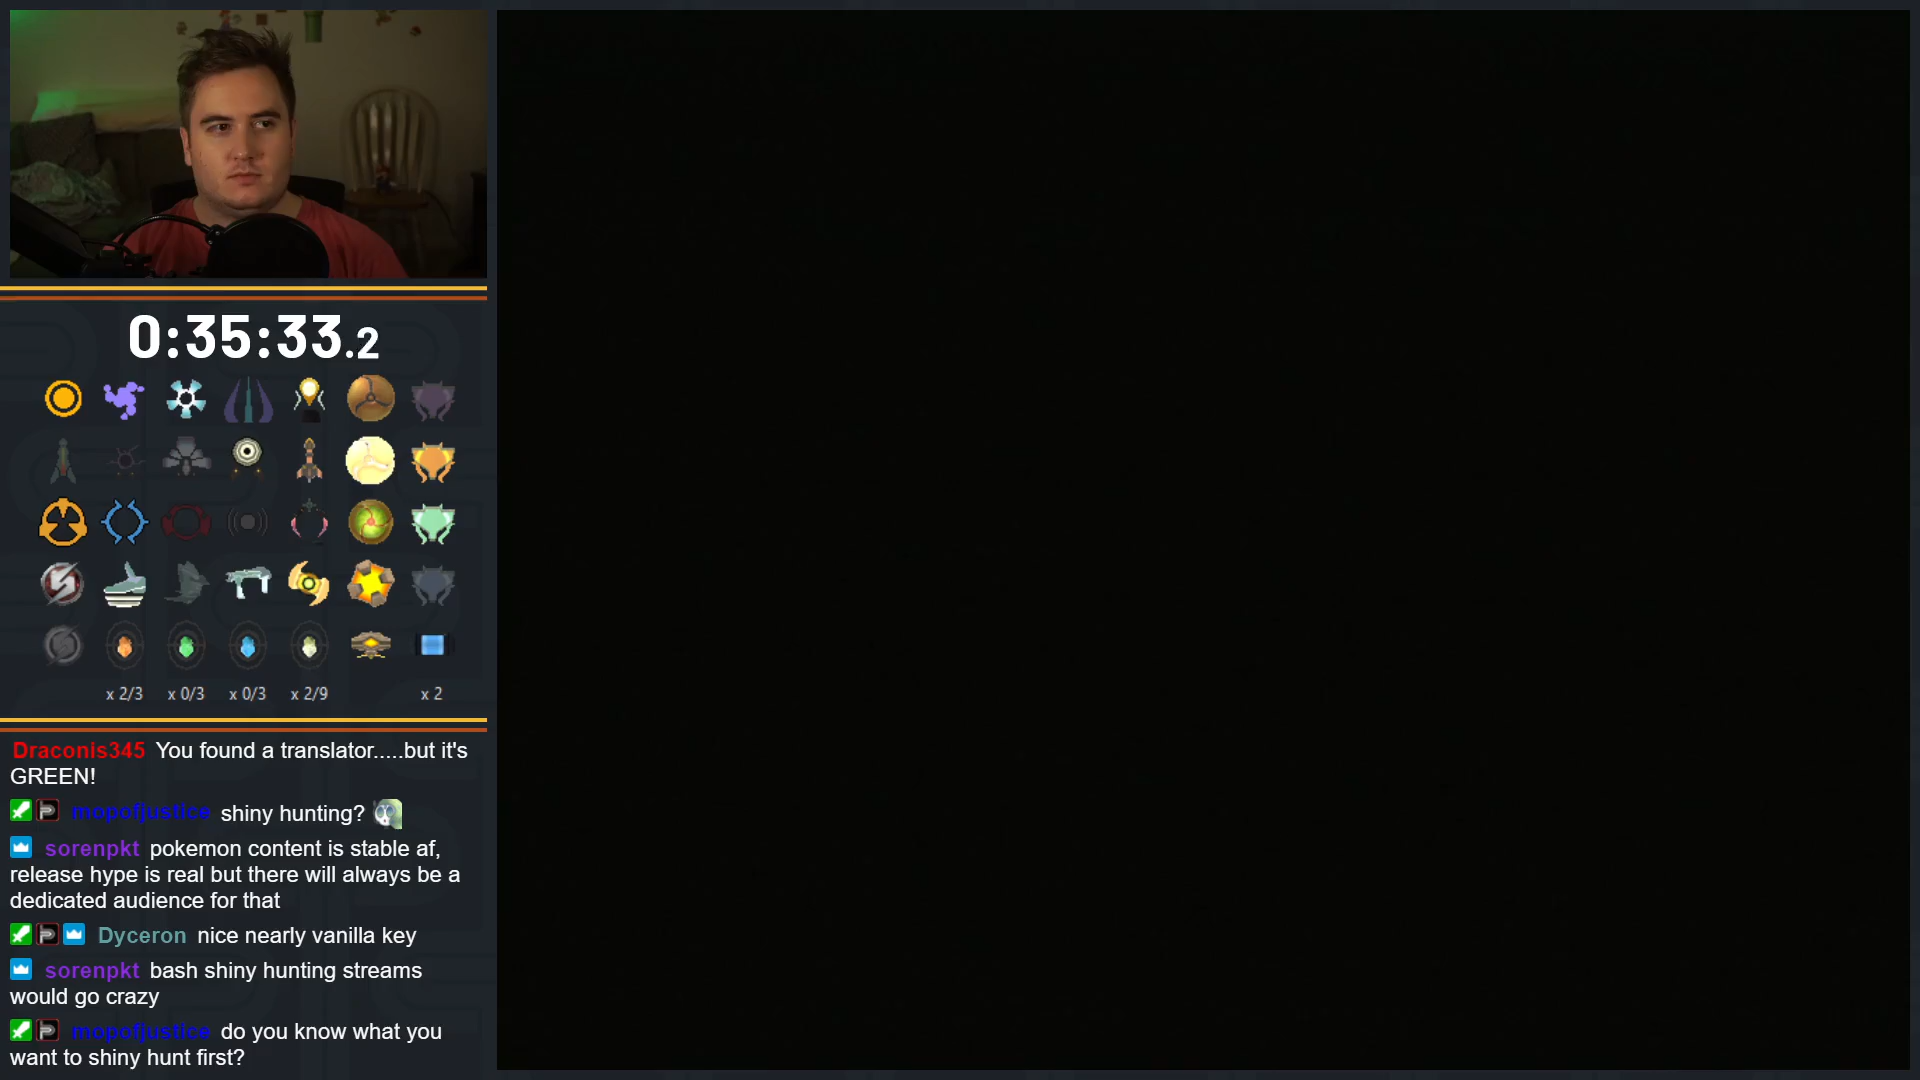 0:35:33.2
x 2/3 x 0/3 x 0/3 x 2/9 x 2
Draconis345 You found a translator.....but it's
GREEN!
mopofjustice shiny hunting?
sorenpkt pokemon content is stable af,
release hype is real but there will always be a
dedicated audience for that
Dyceron nice nearly vanilla key
sorenpkt bash shiny hunting streams
would go crazy
mopofjustice do you know what you
want to shiny hunt first?